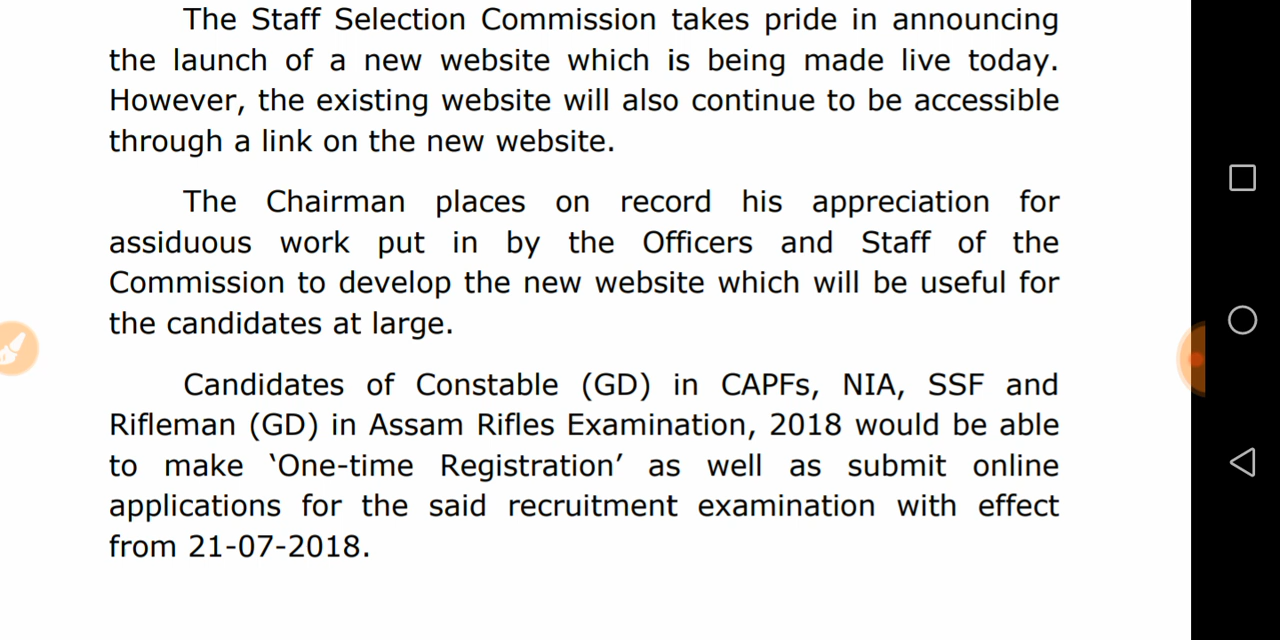 The Staff Selection Commission takes pride in announcing
the launch of a new website which is being made live today.
However, the existing website will also continue to be accessible
through a link on the new website.
The Chairman places on record his appreciation for
assiduous work put in by the Officers and Staff of the
Commission to develop the new website which will be useful for
the candidates at large.
Candidates of Constable (GD) in CAPFs, NIA, SSF and
Rifleman (GD) in Assam Rifles Examination, 2018 would be able
to make ‘One-time Registration’ as well as submit online
applications for the said recruitment examination with effect
from 21-07-2018.